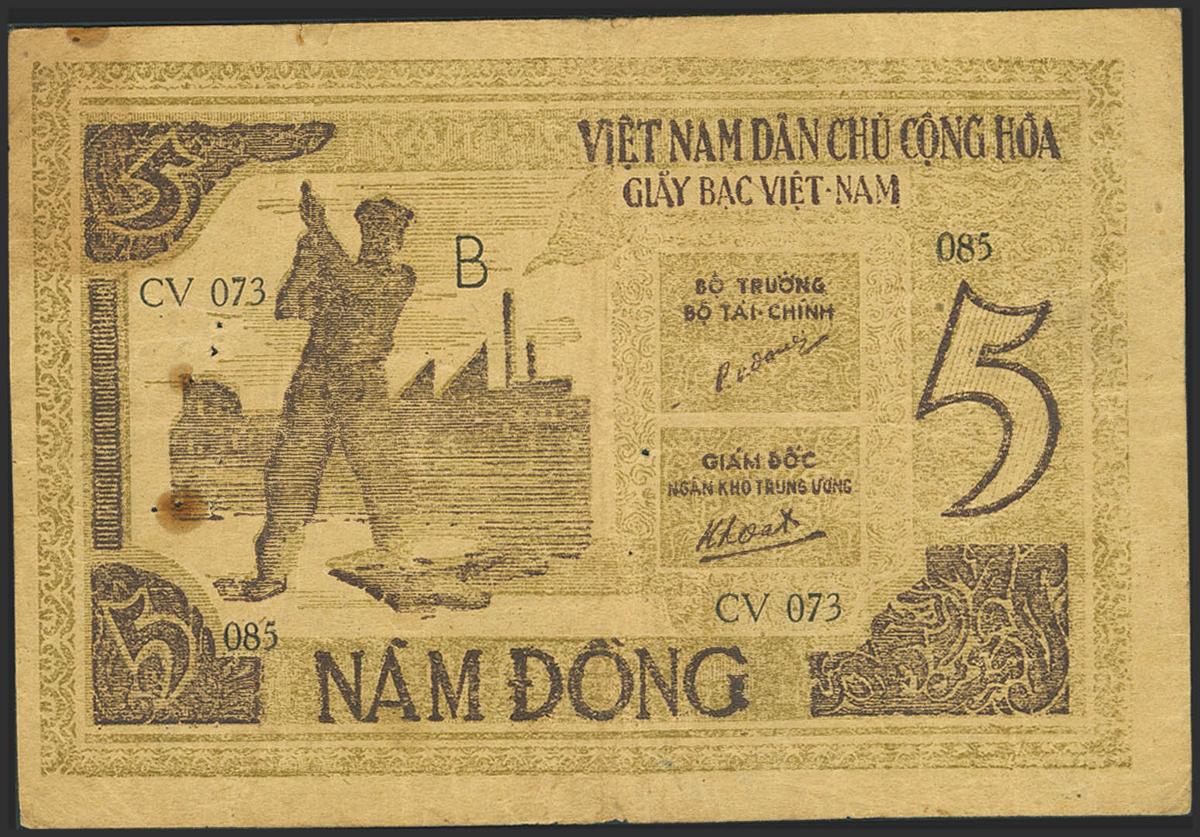 VIỆT NAM DÂN CHỦ CỘNG HÒA
GIẤY BẠC VIỆT-NAM
5
B
085
CV 073
BỘ TRƯỞNG
BỘ TÀI-CHÍNH
5
GIÁM ĐỐC
NGÂN KHỐ TRUNG ƯƠNG
CV 073
085
5
NĂM ĐỒNG